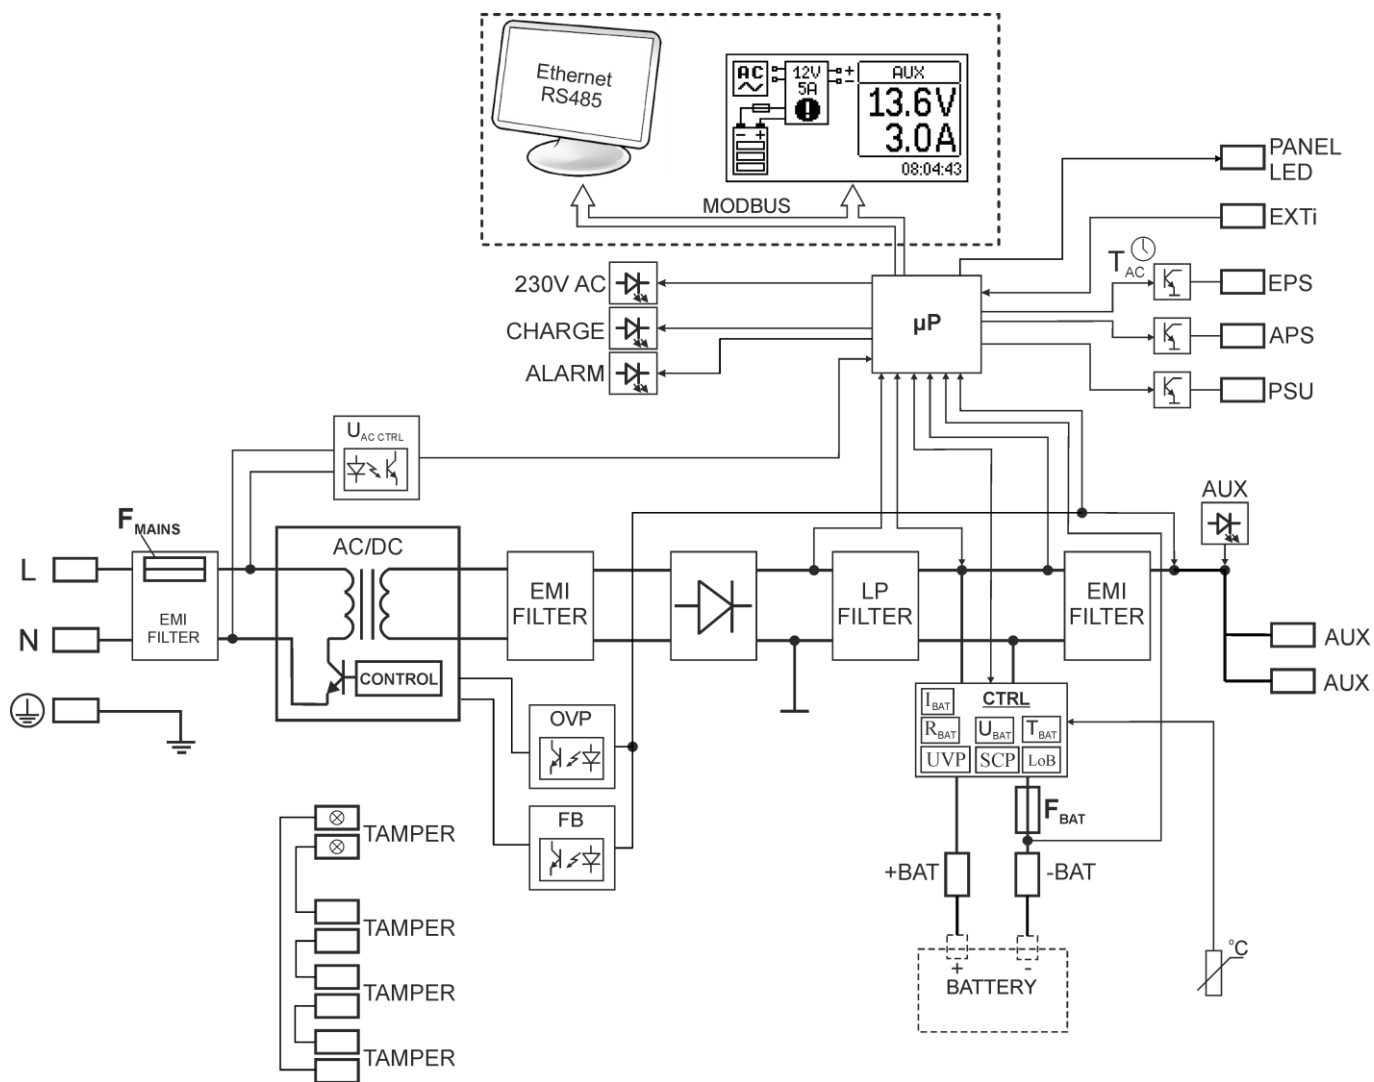 Ethernet
RS485
AC
12V
5A
+
-
- +
AUX
13.6V
3.0A
08:04:43
MODBUS
PANEL
LED
EXTi
T AC
EPS
APS
PSU
230V AC
CHARGE
ALARM
µP
U AC CTRL
F MAINS
L
N
EMI
FILTER
AC/DC
CONTROL
EMI
FILTER
LP
FILTER
EMI
FILTER
AUX
AUX
AUX
OVP
FB
CTRL
I BAT
R BAT
U BAT
T BAT
UVP
SCP
LoB
F BAT
+BAT
-BAT
+
-
BATTERY
°C
TAMPER
TAMPER
TAMPER
TAMPER